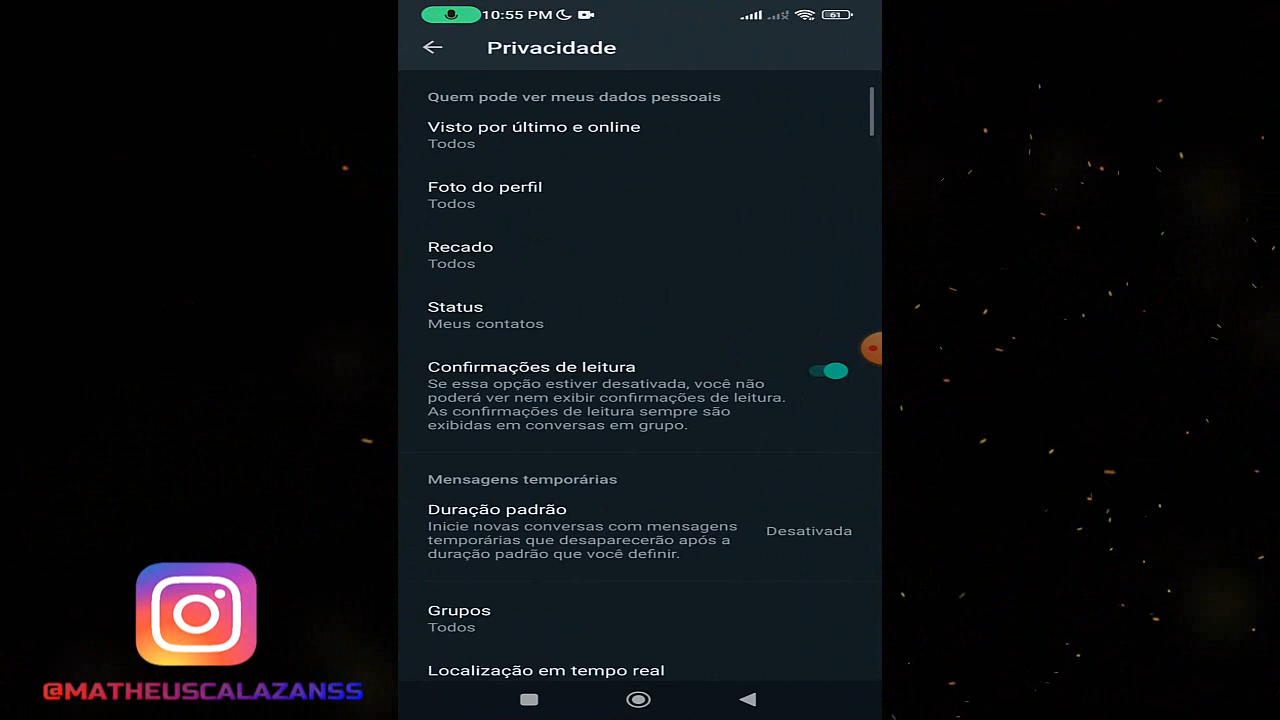 10:55 PM
61
Privacidade
Quem pode ver meus dados pessoais
Visto por último e online
Todos
Foto do perfil
Todos
Recado
Todos
Status
Meus contatos
Confirmações de leitura
Se essa opção estiver desativada, você não
poderá ver nem exibir confirmações de leitura.
As confirmações de leitura sempre são
exibidas em conversas em grupo.
Mensagens temporárias
Duração padrão
Inicie novas conversas com mensagens
temporárias que desaparecerão após a
duração padrão que você definir.
Desativada
Grupos
Todos
Localização em tempo real
@MATHEUSCALAZANSS